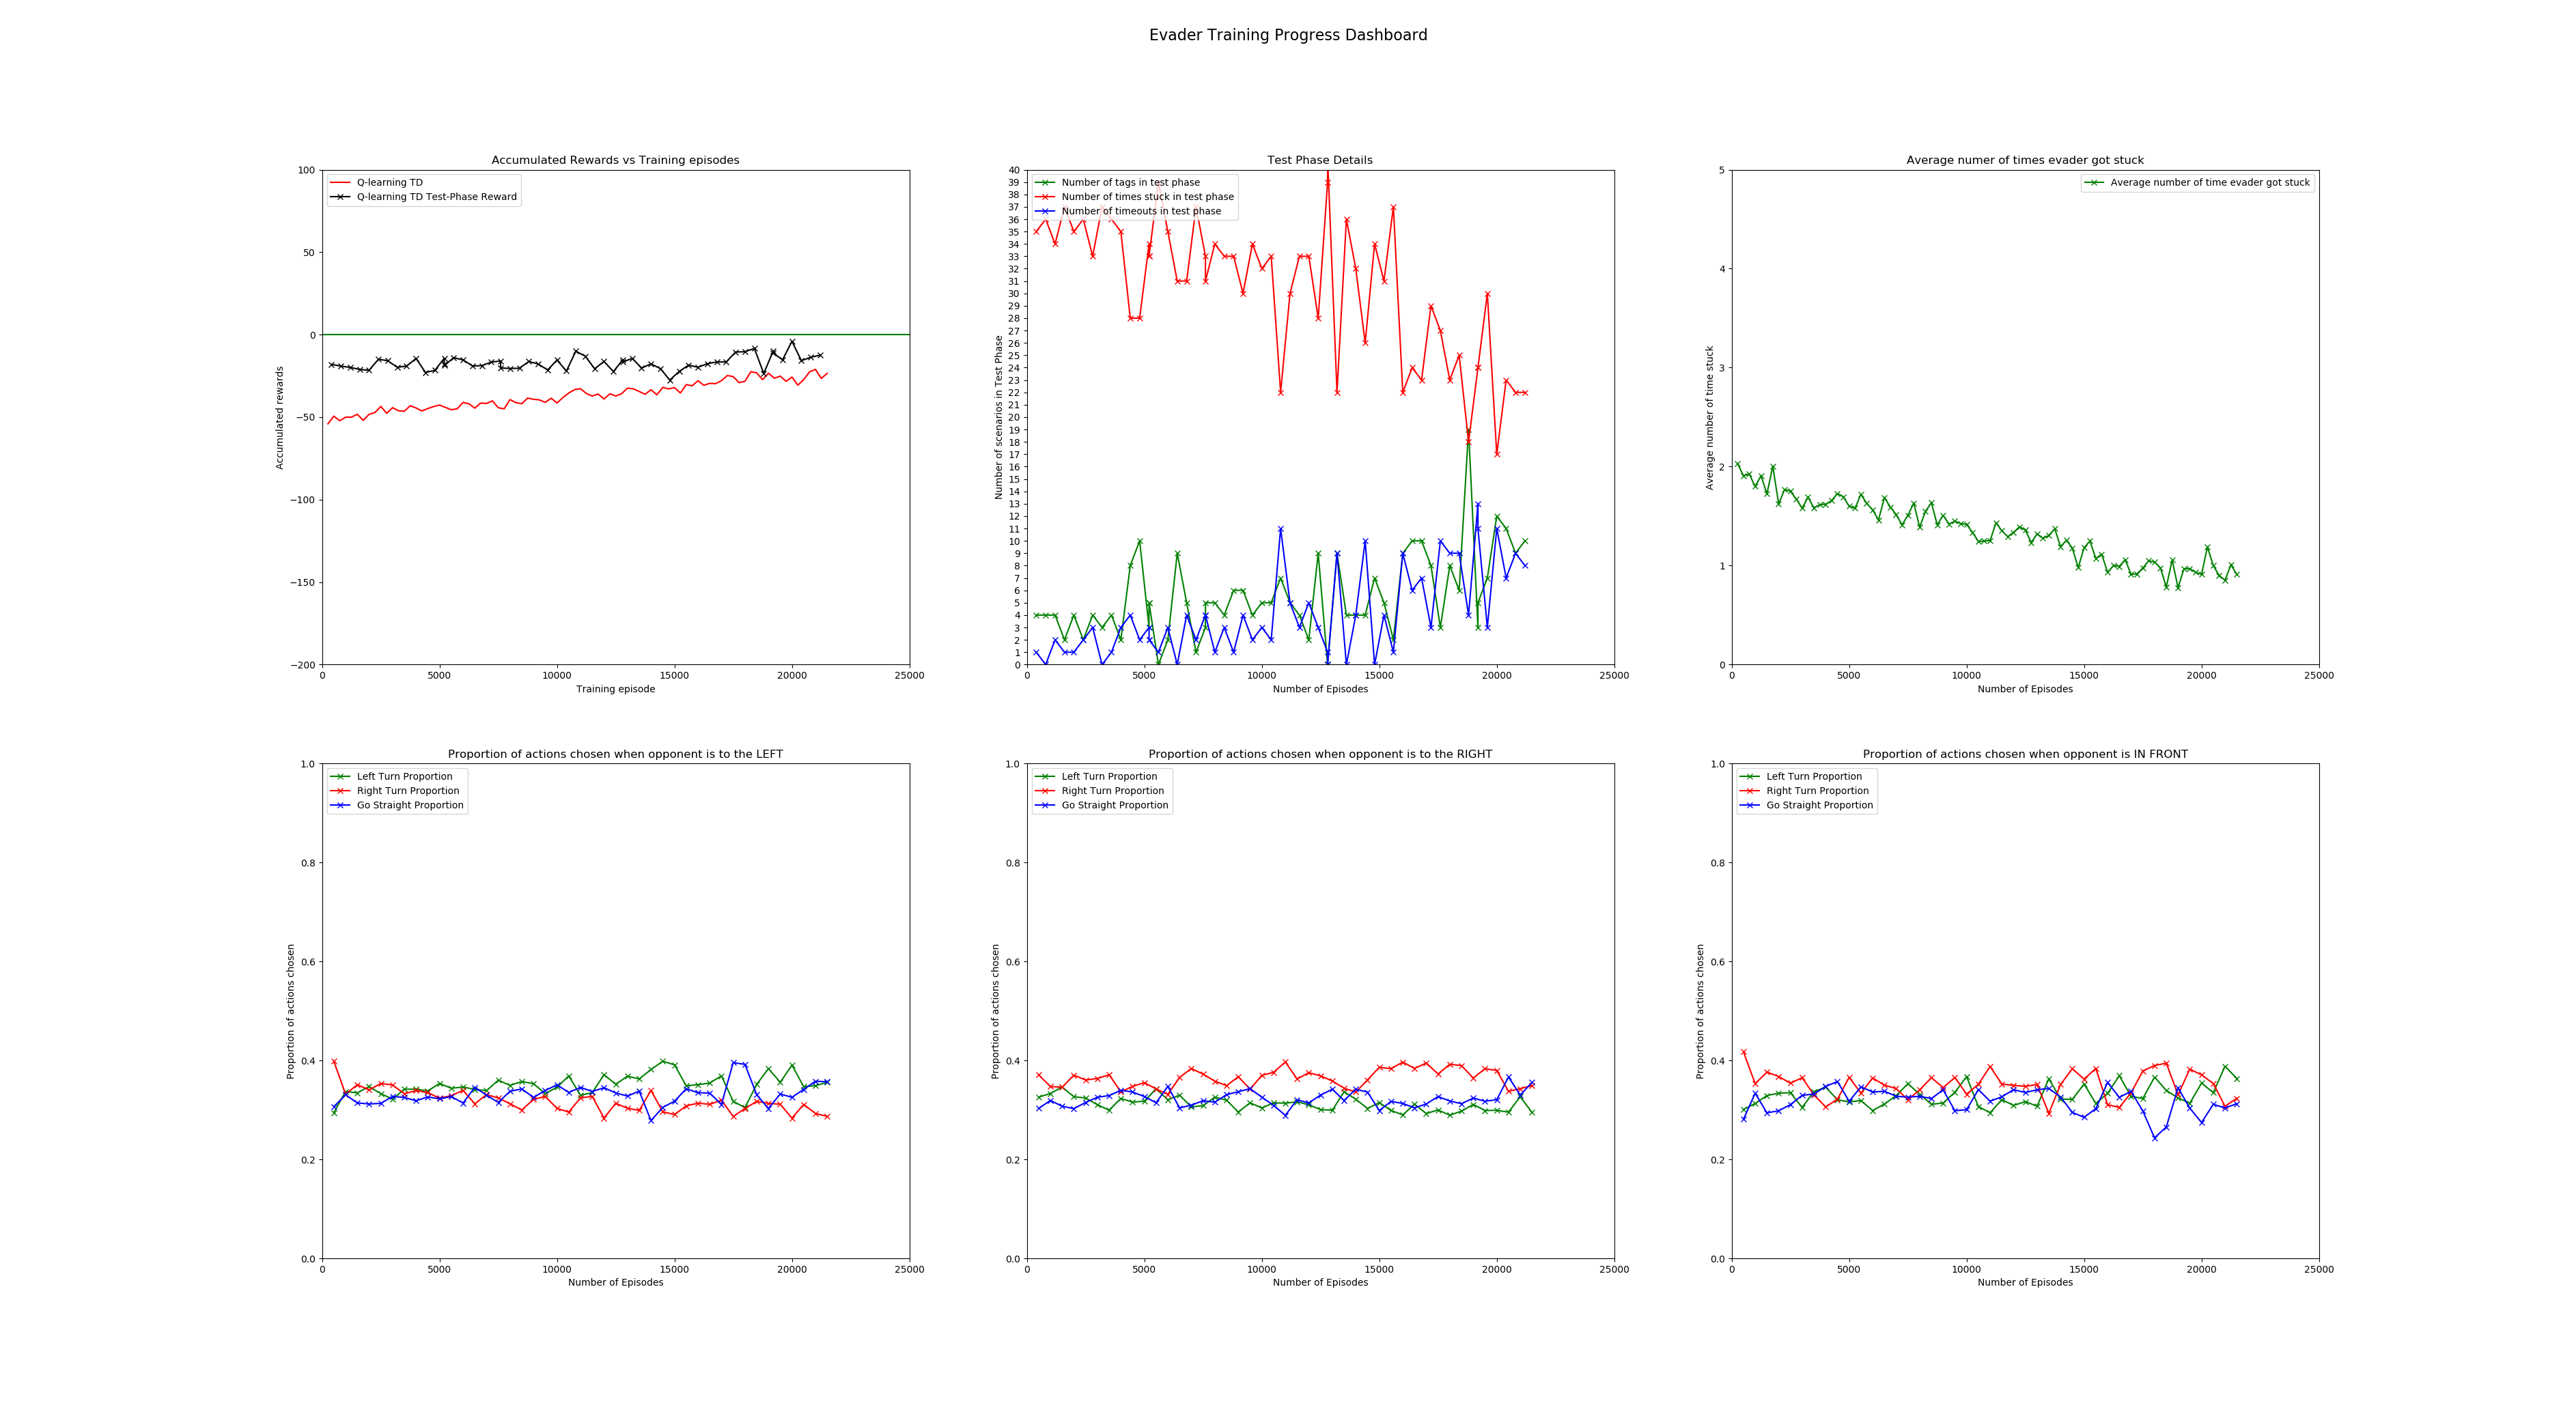 Evader Training Progress Dashboard
Accumulated Rewards vs Training episodes
Q-learning TD
Q-learning TD Test-Phase Reward
100
50
0
−50
−100
−150
−200
Accumulated rewards
0 5000 10000 15000 20000 25000
Training episode
Test Phase Details
Number of tags in test phase
Number of times stuck in test phase
Number of timeouts in test phase
40
39
38
37
36
35
34
33
32
31
30
29
28
27
26
25
24
23
22
21
20
19
18
17
16
15
14
13
12
11
10
9
8
7
6
5
4
3
2
1
0
Number of scenarios in Test Phase
0 5000 10000 15000 20000 25000
Number of Episodes
Average numer of times evader got stuck
Average number of time evader got stuck
5
4
3
2
1
0
Average number of time stuck
0 5000 10000 15000 20000 25000
Number of Episodes
Proportion of actions chosen when opponent is to the LEFT
Left Turn Proportion
Right Turn Proportion
Go Straight Proportion
1.0
0.8
0.6
0.4
0.2
0.0
Proportion of actions chosen
0 5000 10000 15000 20000 25000
Number of Episodes
Proportion of actions chosen when opponent is to the RIGHT
Left Turn Proportion
Right Turn Proportion
Go Straight Proportion
1.0
0.8
0.6
0.4
0.2
0.0
Proportion of actions chosen
0 5000 10000 15000 20000 25000
Number of Episodes
Proportion of actions chosen when opponent is IN FRONT
Left Turn Proportion
Right Turn Proportion
Go Straight Proportion
1.0
0.8
0.6
0.4
0.2
0.0
Proportion of actions chosen
0 5000 10000 15000 20000 25000
Number of Episodes